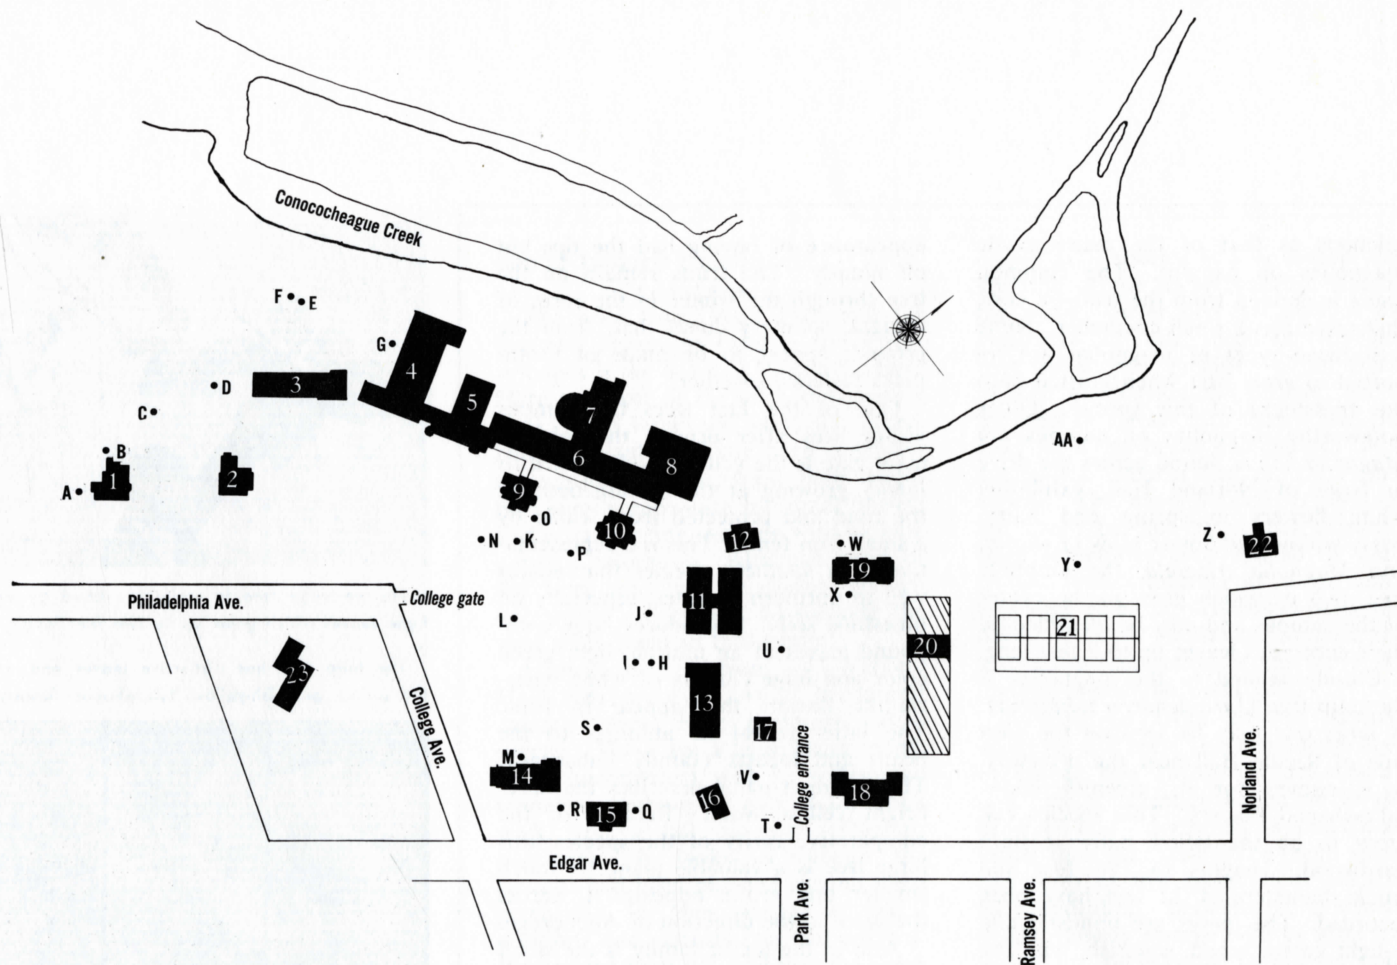 Conococheague Creek
F
E
G
4
D
3
C
5
7
B
6
8
AA
1
2
A
9
O
10
N
K
P
12
W
Z
22
19
Y
X
Philadelphia Ave.
College gate
L
J
11
21
U
20
23
I
H
13
College Ave.
S
17
M
14
V
College entrance
18
Norland Ave.
R
15
Q
16
T
Edgar Ave.
Park Ave.
Ramsey Ave.